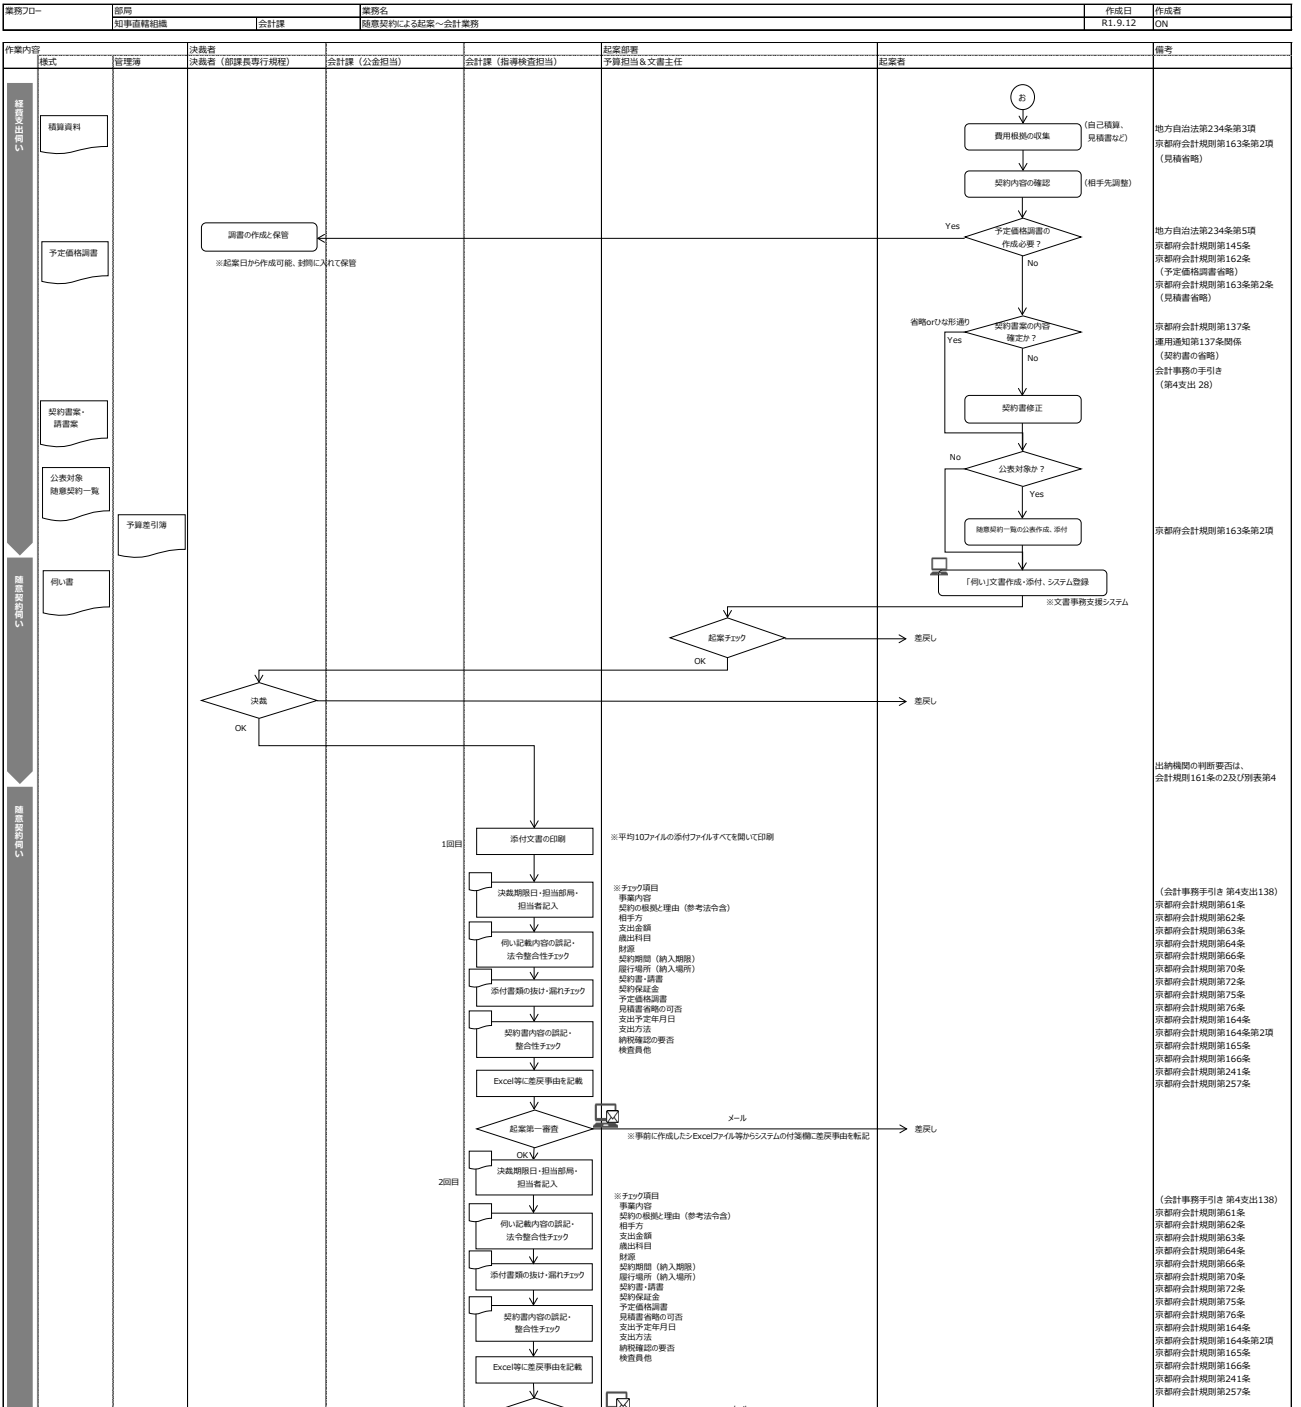 業務フロー 部局 業務名 作成日 作成者
知事直轄組織 会計課 随意契約による起案～会計業務 R1.9.12 ON
作業内容 決裁者 起案部署 備考
様式 管理簿 決裁者（部課長専行規程） 会計課（公金担当） 会計課（指導検査担当） 予算担当＆文書主任 起案者
経費支出伺い
お
積算資料
費用根拠の収集
（自己積算、
見積書など）
地方自治法第234条第3項
京都府会計規則第163条第2項
（見積省略）
契約内容の確認
（相手先調整）
調書の作成と保管
※起案日から作成可能、封筒に入れて保管
Yes
予定価格調書の
作成必要？
No
予定価格調書
地方自治法第234条第5項
京都府会計規則第145条
京都府会計規則第162条
（予定価格調書省略）
京都府会計規則第163条第2条
（見積書省略）
省略orひな形通り
Yes
契約書案の内容
確定か？
No
京都府会計規則第137条
運用通知第137条関係
（契約書の省略）
会計事務の手引き
（第4支出 28）
契約書案・
請書案
契約書修正
No
公表対象か？
Yes
公表対象
随意契約一覧
予算差引簿
随意契約一覧の公表作成、添付
京都府会計規則第163条第2項
随意契約伺い
伺い書
「伺い」文書作成・添付、システム登録
※文書事務支援システム
起案チェック
差戻し
OK
決裁
差戻し
OK
出納機関の判断要否は、
会計規則161条の2及び別表第4
随意契約伺い
1回目
添付文書の印刷
※平均10ファイルの添付ファイルすべてを開いて印刷
決裁期限日・担当部局・
担当者記入
伺い記載内容の誤記・
法令整合性チェック
添付書類の抜け・漏れチェック
契約書内容の誤記・
整合性チェック
Excel等に差戻事由を記載
※チェック項目
事業内容
契約の根拠と理由（参考法令含）
相手方
支出金額
歳出科目
財源
契約期間（納入期限）
履行場所（納入場所）
契約書・請書
契約保証金
予定価格調書
見積書省略の可否
支出予定年月日
支出方法
納税確認の要否
検査員他
（会計事務手引き 第4支出138）
京都府会計規則第61条
京都府会計規則第62条
京都府会計規則第63条
京都府会計規則第64条
京都府会計規則第66条
京都府会計規則第70条
京都府会計規則第72条
京都府会計規則第75条
京都府会計規則第76条
京都府会計規則第164条
京都府会計規則第164条第2項
京都府会計規則第165条
京都府会計規則第166条
京都府会計規則第241条
京都府会計規則第257条
起案第一審査
メール
※事前に作成したシExcelファイル等からシステムの付箋欄に差戻事由を転記
差戻し
OK
2回目
決裁期限日・担当部局・
担当者記入
伺い記載内容の誤記・
法令整合性チェック
添付書類の抜け・漏れチェック
契約書内容の誤記・
整合性チェック
Excel等に差戻事由を記載
※チェック項目
事業内容
契約の根拠と理由（参考法令含）
相手方
支出金額
歳出科目
財源
契約期間（納入期限）
履行場所（納入場所）
契約書・請書
契約保証金
予定価格調書
見積書省略の可否
支出予定年月日
支出方法
納税確認の要否
検査員他
（会計事務手引き 第4支出138）
京都府会計規則第61条
京都府会計規則第62条
京都府会計規則第63条
京都府会計規則第64条
京都府会計規則第66条
京都府会計規則第70条
京都府会計規則第72条
京都府会計規則第75条
京都府会計規則第76条
京都府会計規則第164条
京都府会計規則第164条第2項
京都府会計規則第165条
京都府会計規則第166条
京都府会計規則第241条
京都府会計規則第257条